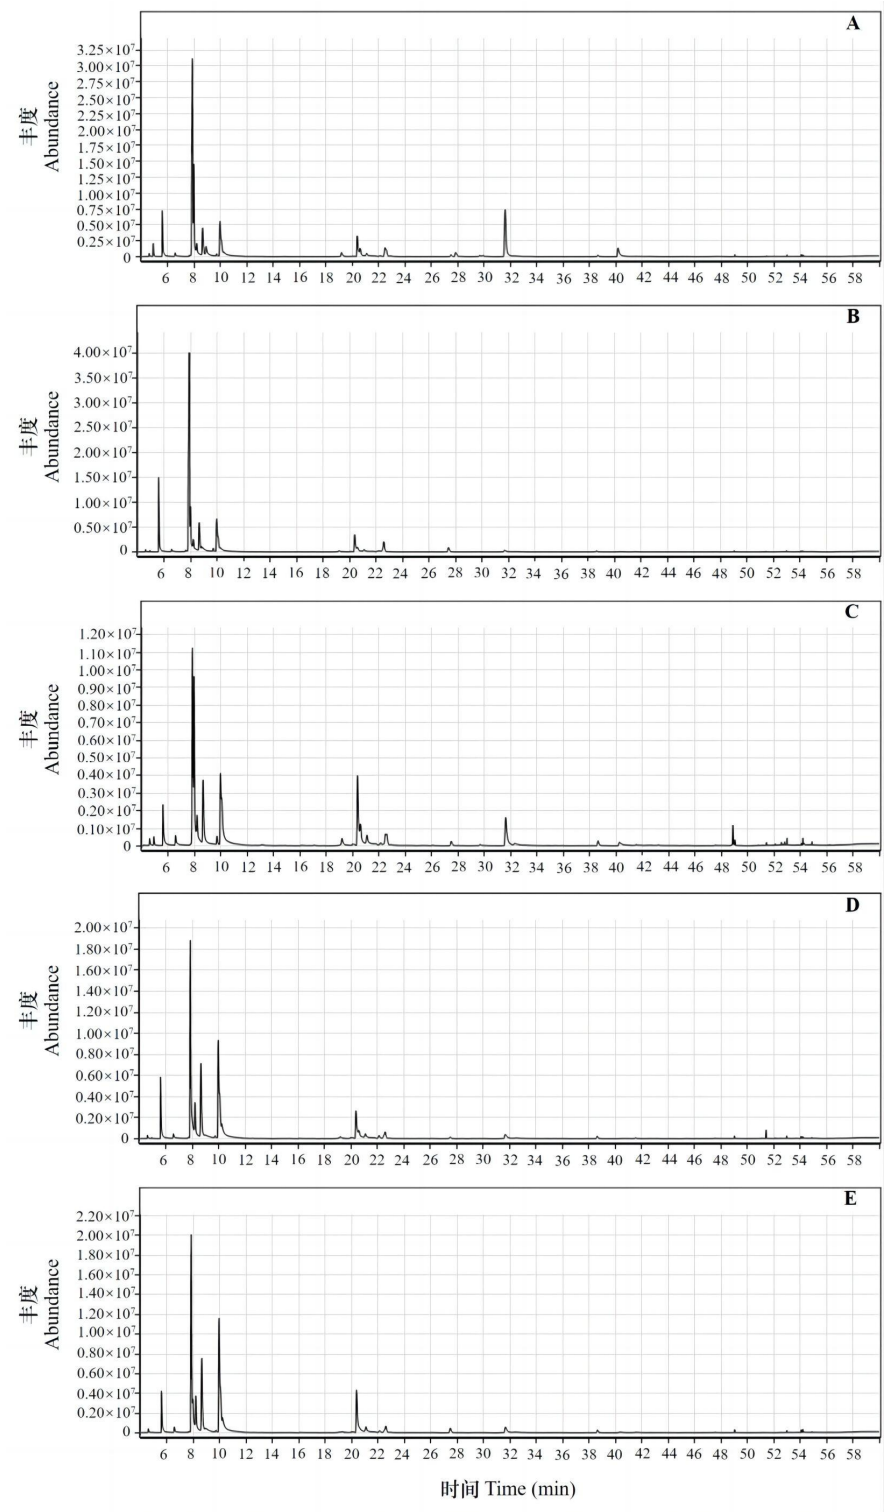 A
3.25×10⁷
3.00×10⁷
2.75×10⁷
2.50×10⁷
2.25×10⁷
2.00×10⁷
1.75×10⁷
1.50×10⁷
1.25×10⁷
1.00×10⁷
0.75×10⁷
0.50×10⁷
0.25×10⁷
0
丰度
Abundance
6 8 10 12 14 16 18 20 22 24 26 28 30 32 34 36 38 40 42 44 46 48 50 52 54 56 58
B
4.00×10⁷
3.50×10⁷
3.00×10⁷
2.50×10⁷
2.00×10⁷
1.50×10⁷
1.00×10⁷
0.50×10⁷
0
丰度
Abundance
6 8 10 12 14 16 18 20 22 24 26 28 30 32 34 36 38 40 42 44 46 48 50 52 54 56 58
C
1.20×10⁷
1.10×10⁷
1.00×10⁷
0.90×10⁷
0.80×10⁷
0.70×10⁷
0.60×10⁷
0.50×10⁷
0.40×10⁷
0.30×10⁷
0.20×10⁷
0.10×10⁷
0
丰度
Abundance
6 8 10 12 14 16 18 20 22 24 26 28 30 32 34 36 38 40 42 44 46 48 50 52 54 56 58
D
2.00×10⁷
1.80×10⁷
1.60×10⁷
1.40×10⁷
1.20×10⁷
1.00×10⁷
0.80×10⁷
0.60×10⁷
0.40×10⁷
0.20×10⁷
0
丰度
Abundance
6 8 10 12 14 16 18 20 22 24 26 28 30 32 34 36 38 40 42 44 46 48 50 52 54 56 58
E
2.20×10⁷
2.00×10⁷
1.80×10⁷
1.60×10⁷
1.40×10⁷
1.20×10⁷
1.00×10⁷
0.80×10⁷
0.60×10⁷
0.40×10⁷
0.20×10⁷
0
丰度
Abundance
6 8 10 12 14 16 18 20 22 24 26 28 30 32 34 36 38 40 42 44 46 48 50 52 54 56 58
时间 Time (min)